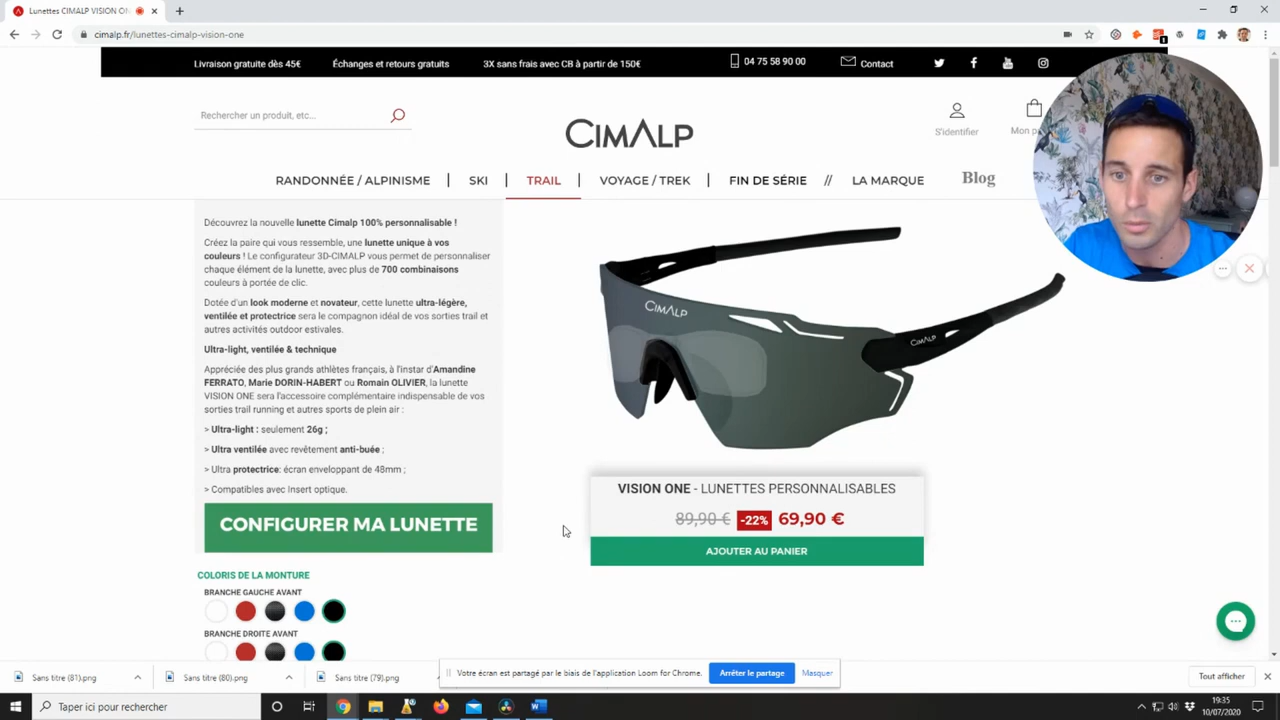 Lunettes CIMALP VISION ON
cimalp.fr/lunettes-cimalp-vision-one
Livraison gratuite dès 45€ Échanges et retours gratuits 3X sans frais avec CB à partir de 150€ 04 75 58 90 00 Contact
Rechercher un produit, etc...
CIMALP
S'identifier
Mon
RANDONNÉE / ALPINISME | SKI | TRAIL | VOYAGE / TREK | FIN DE SÉRIE // LA MARQUE Blog
Découvrez la nouvelle lunette Cimalp 100% personnalisable !
Créez la paire qui vous ressemble, une lunette unique à vos
couleurs ! Le configurateur 3D-CIMALP vous permet de personnaliser
chaque élément de la lunette, avec plus de 700 combinaisons
couleurs à portée de clic.
Dotée d'un look moderne et novateur, cette lunette ultra-légère,
ventilée et protectrice sera le compagnon idéal de vos sorties trail et
autres activités outdoor estivales.
Ultra-light, ventilée & technique
Appréciée des plus grands athlètes français, à l'instar d'Amandine
FERRATO, Marie DORIN-HABERT ou Romain OLIVIER, la lunette
VISION ONE sera l'accessoire complémentaire indispensable de vos
sorties trail running et autres sports de plein air :
> Ultra-light : seulement 26g ;
> Ultra ventilée avec revêtement anti-buée ;
> Ultra protectrice: écran enveloppant de 48mm ;
> Compatibles avec Insert optique.
CONFIGURER MA LUNETTE
CIMALP
CIMALP
VISION ONE - LUNETTES PERSONNALISABLES
89,90 € -22% 69,90 €
AJOUTER AU PANIER
COLORIS DE LA MONTURE
BRANCHE GAUCHE AVANT
BRANCHE DROITE AVANT
Votre écran est partagé par le biais de l'application Loom for Chrome. Arrêter le partage Masquer
Sans titre (81).png Sans titre (80).png Sans titre (79).png Tout afficher
Taper ici pour rechercher
19:35
10/07/2020